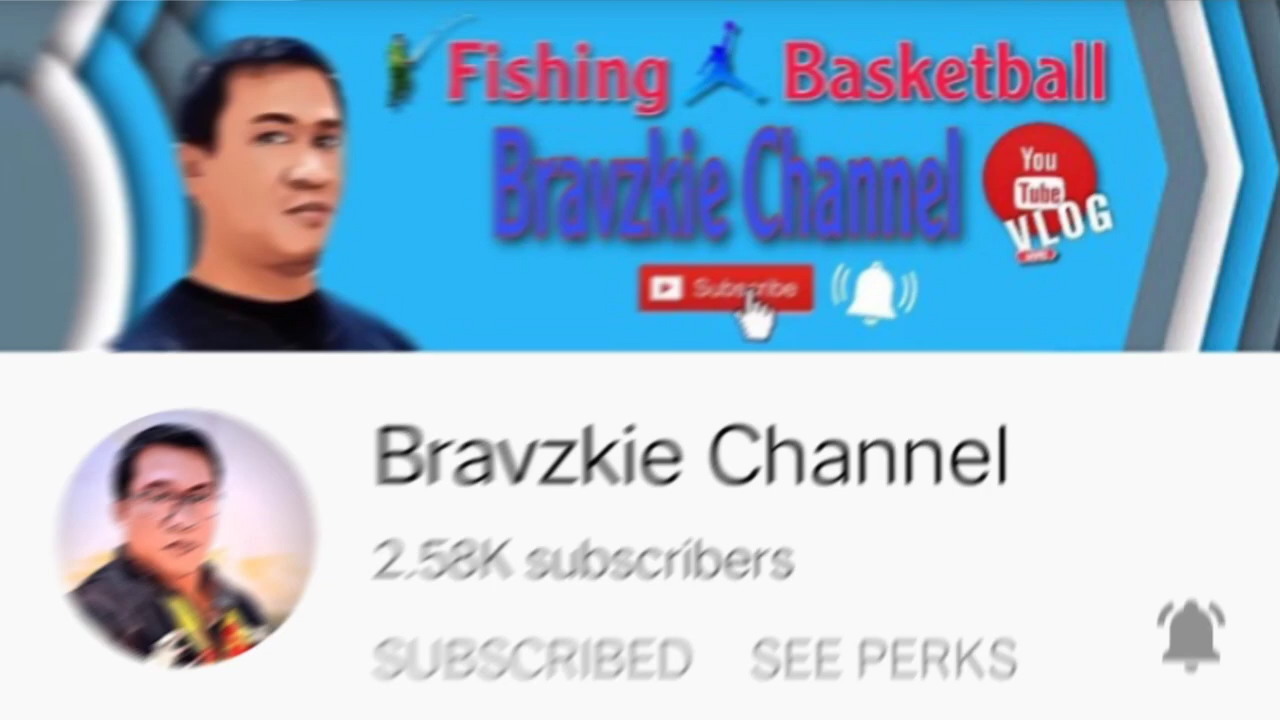 Fishing Basketball
Bravzkie Channel
You
Tube
VLOG
Subscribe
Bravzkie Channel
2.58K subscribers
SUBSCRIBED SEE PERKS